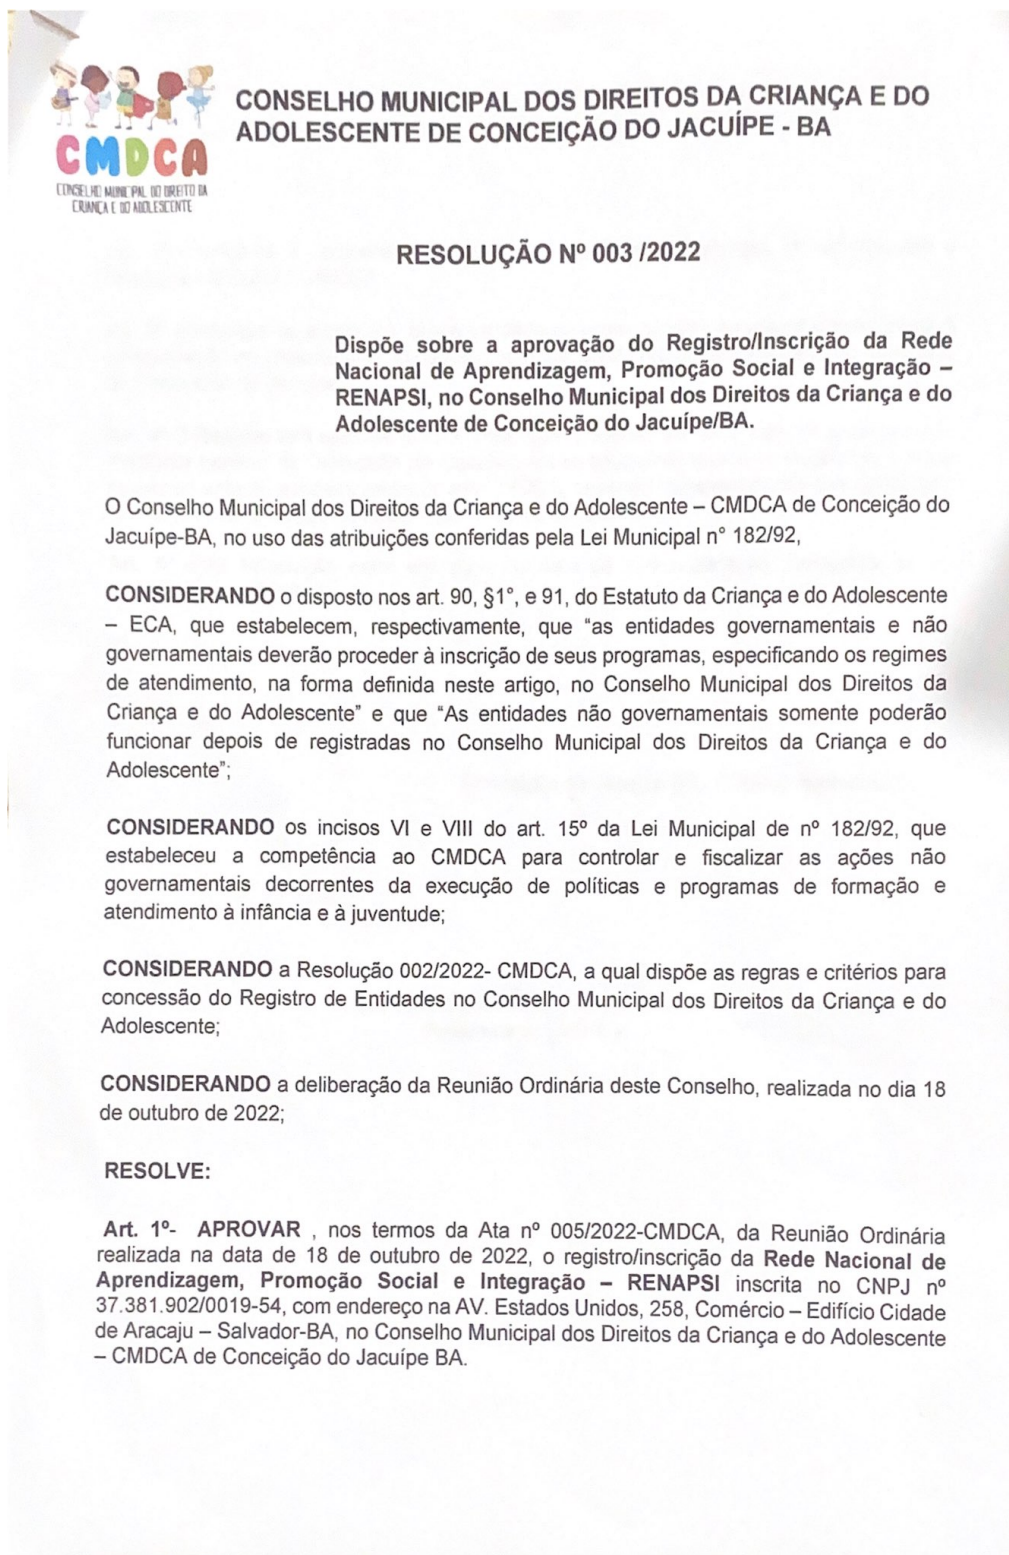 CONSELHO MUNICIPAL DOS DIREITOS DA CRIANÇA E DO
ADOLESCENTE DE CONCEIÇÃO DO JACUÍPE - BA
CMDCA
CONSELHO MUNICIPAL DO DIREITO DA
CRIANÇA E DO ADOLESCENTE
RESOLUÇÃO Nº 003 /2022
Dispõe sobre a aprovação do Registro/Inscrição da Rede
Nacional de Aprendizagem, Promoção Social e Integração –
RENAPSI, no Conselho Municipal dos Direitos da Criança e do
Adolescente de Conceição do Jacuípe/BA.
O Conselho Municipal dos Direitos da Criança e do Adolescente – CMDCA de Conceição do
Jacuípe-BA, no uso das atribuições conferidas pela Lei Municipal n° 182/92,
CONSIDERANDO o disposto nos art. 90, §1°, e 91, do Estatuto da Criança e do Adolescente
– ECA, que estabelecem, respectivamente, que “as entidades governamentais e não
governamentais deverão proceder à inscrição de seus programas, especificando os regimes
de atendimento, na forma definida neste artigo, no Conselho Municipal dos Direitos da
Criança e do Adolescente” e que “As entidades não governamentais somente poderão
funcionar depois de registradas no Conselho Municipal dos Direitos da Criança e do
Adolescente”;
CONSIDERANDO os incisos VI e VIII do art. 15º da Lei Municipal de nº 182/92, que
estabeleceu a competência ao CMDCA para controlar e fiscalizar as ações não
governamentais decorrentes da execução de políticas e programas de formação e
atendimento à infância e à juventude;
CONSIDERANDO a Resolução 002/2022- CMDCA, a qual dispõe as regras e critérios para
concessão do Registro de Entidades no Conselho Municipal dos Direitos da Criança e do
Adolescente;
CONSIDERANDO a deliberação da Reunião Ordinária deste Conselho, realizada no dia 18
de outubro de 2022;
RESOLVE:
Art. 1º- APROVAR , nos termos da Ata nº 005/2022-CMDCA, da Reunião Ordinária
realizada na data de 18 de outubro de 2022, o registro/inscrição da Rede Nacional de
Aprendizagem, Promoção Social e Integração – RENAPSI inscrita no CNPJ nº
37.381.902/0019-54, com endereço na AV. Estados Unidos, 258, Comércio – Edifício Cidade
de Aracaju – Salvador-BA, no Conselho Municipal dos Direitos da Criança e do Adolescente
– CMDCA de Conceição do Jacuípe BA.